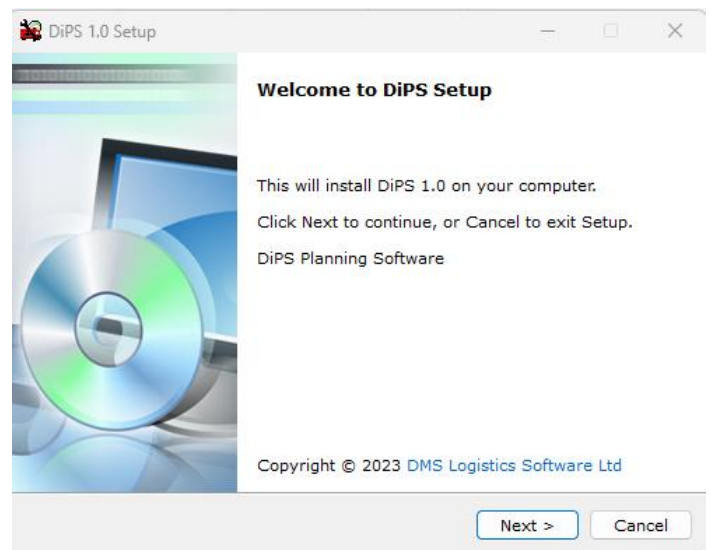 DiPS 1.0 Setup
Welcome to DiPS Setup
This will install DiPS 1.0 on your computer.
Click Next to continue, or Cancel to exit Setup.
DiPS Planning Software
Copyright © 2023 DMS Logistics Software Ltd
Next >
Cancel